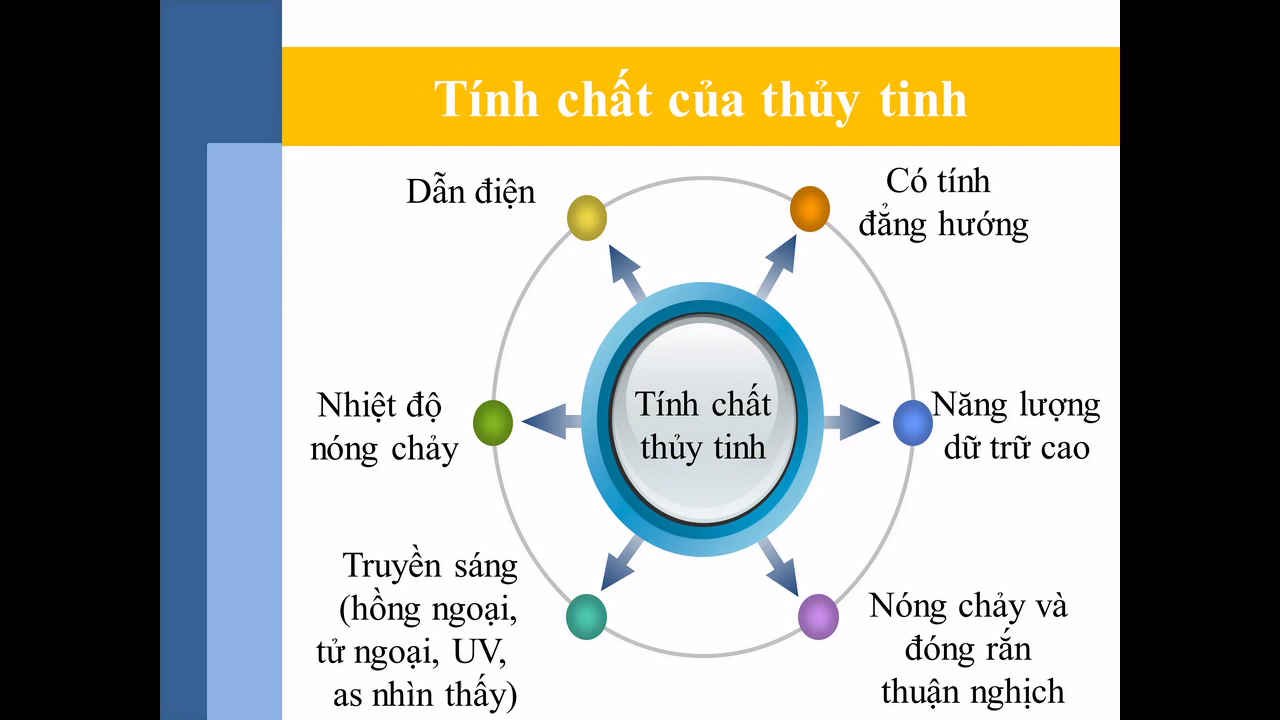 Tính chất của thủy tinh
Dẫn điện
Có tính
đẳng hướng
Nhiệt độ
nóng chảy
Tính chất
thủy tinh
Năng lượng
dữ trữ cao
Truyền sáng
(hồng ngoại,
tử ngoại, UV,
as nhìn thấy)
Nóng chảy và
đóng rắn
thuận nghịch